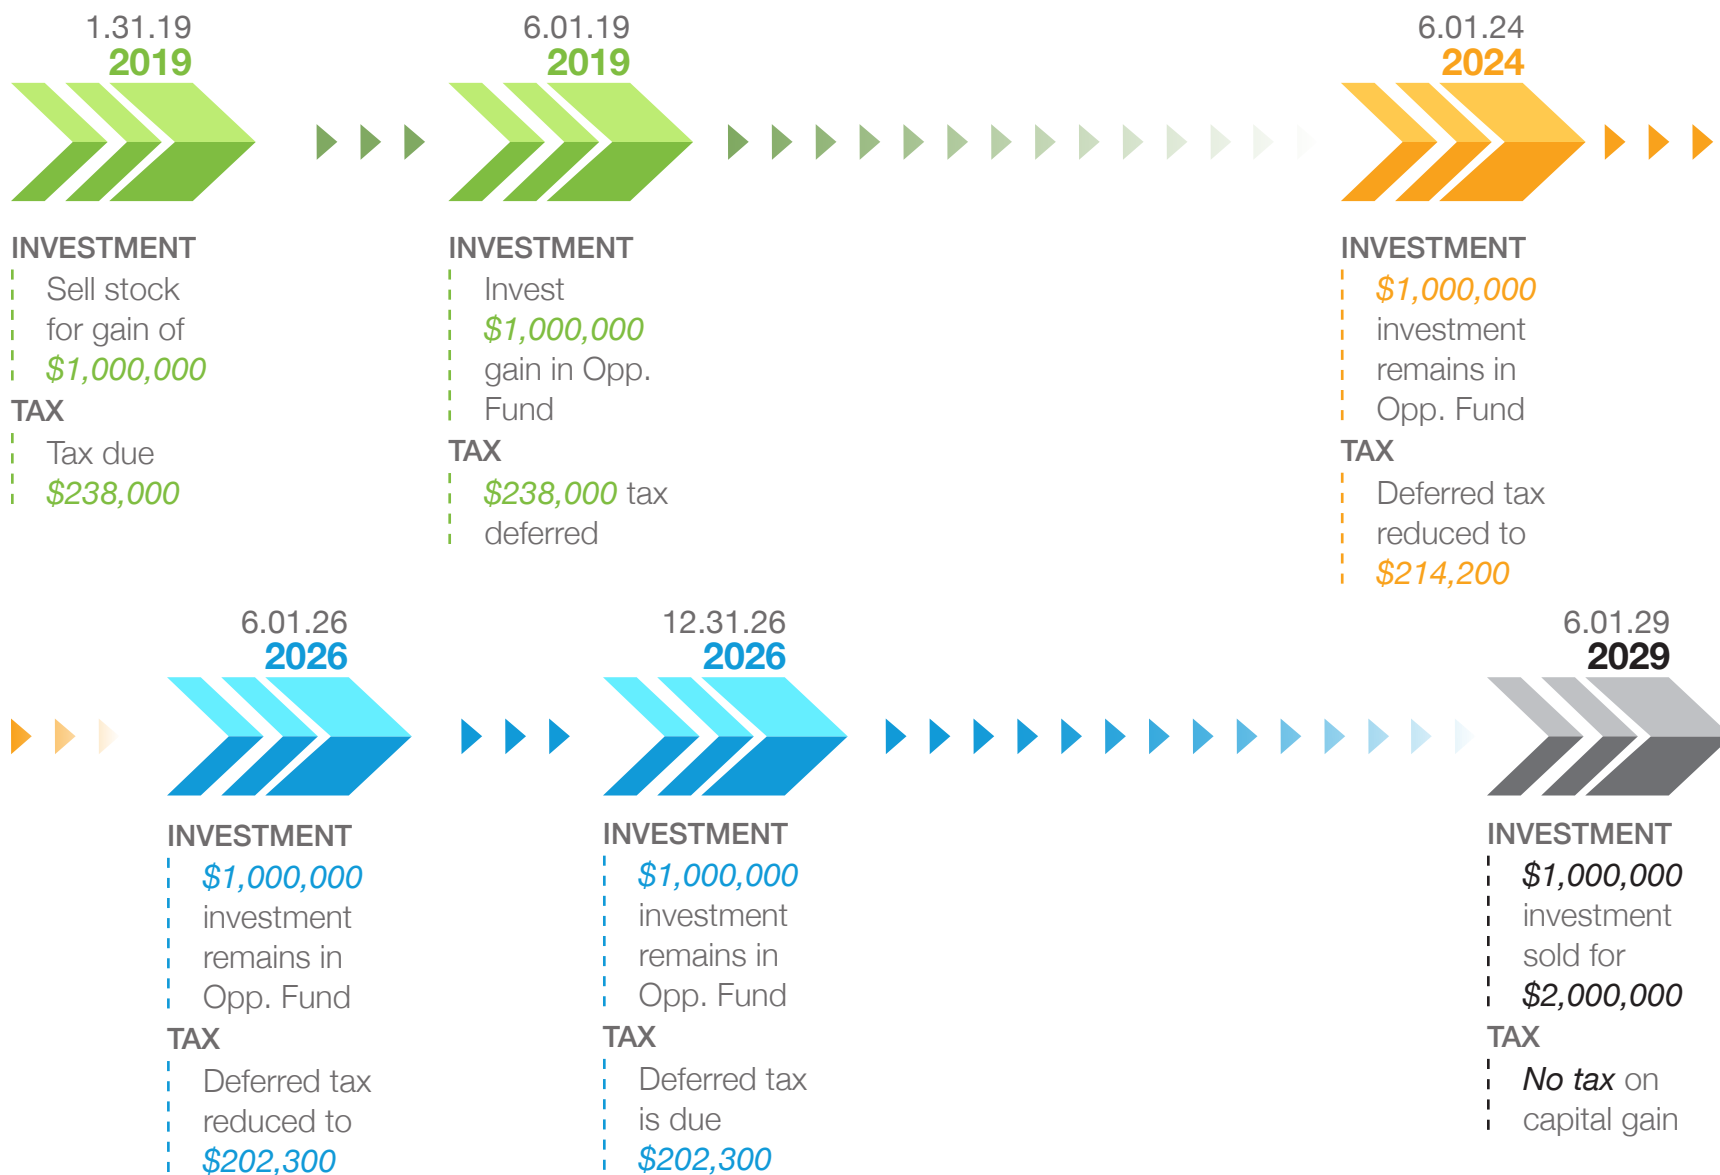 1.31.19
2019
INVESTMENT
Sell stock
for gain of
$1,000,000
TAX
Tax due
$238,000
6.01.19
2019
INVESTMENT
Invest
$1,000,000
gain in Opp.
Fund
TAX
$238,000 tax
deferred
6.01.24
2024
INVESTMENT
$1,000,000
investment
remains in
Opp. Fund
TAX
Deferred tax
reduced to
$214,200
6.01.26
2026
INVESTMENT
$1,000,000
investment
remains in
Opp. Fund
TAX
Deferred tax
reduced to
$202,300
12.31.26
2026
INVESTMENT
$1,000,000
investment
remains in
Opp. Fund
TAX
Deferred tax
is due
$202,300
6.01.29
2029
INVESTMENT
$1,000,000
investment
sold for
$2,000,000
TAX
No tax on
capital gain